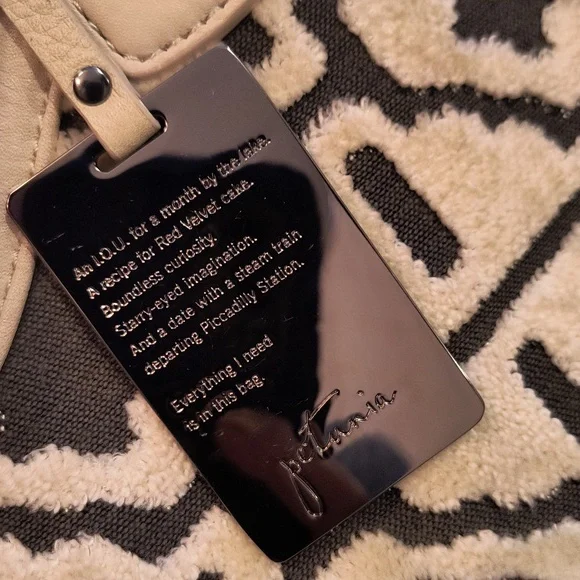 An I.O.U. for a month by the lake.
A recipe for Red Velvet cake.
Boundless curiosity.
Starry-eyed imagination.
And a date with a steam train
departing Piccadilly Station.
Everything I need
is in this bag.
petunia